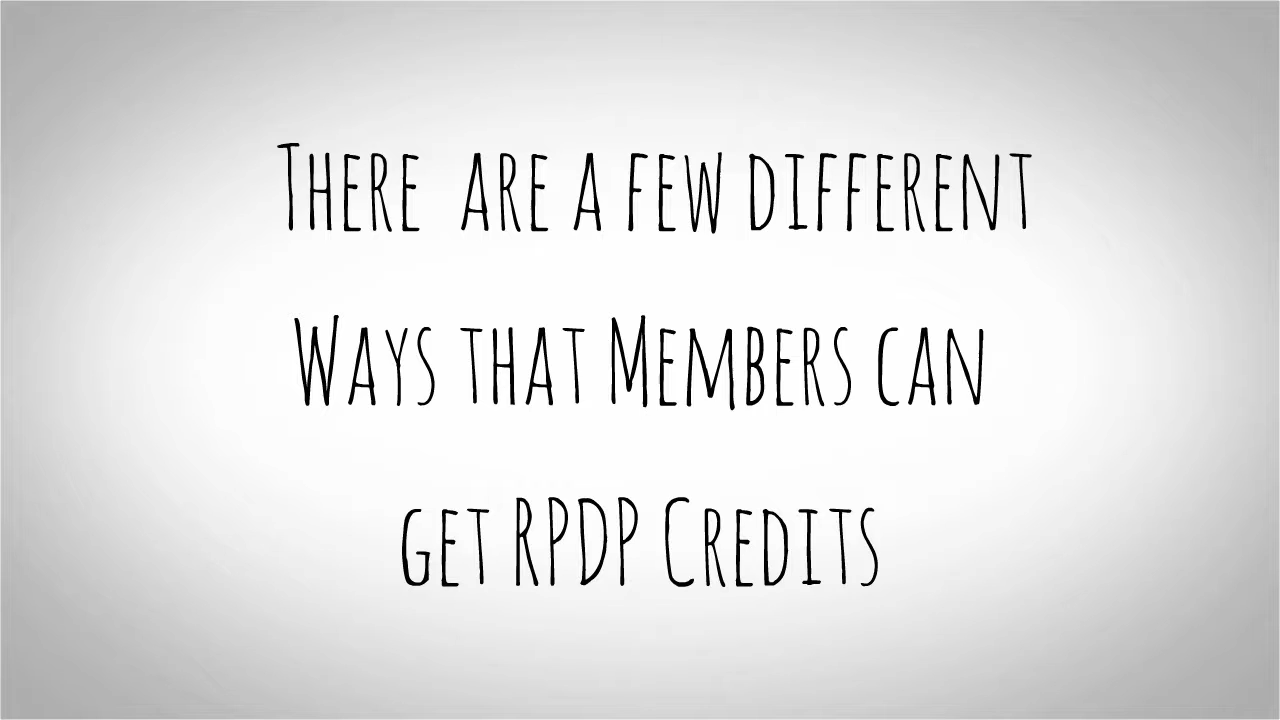 There are a few different
Ways that Members can
get RPDP Credits